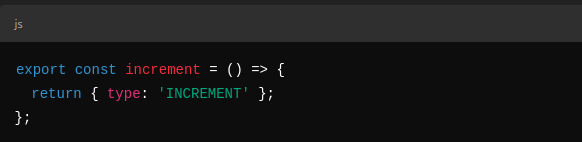 js
export const increment = () => {
  return { type: 'INCREMENT' };
};